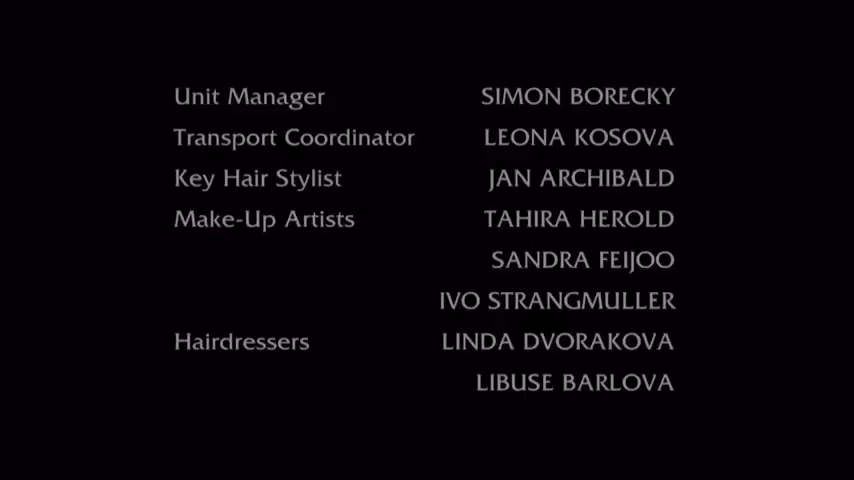 Unit Manager SIMON BORECKY
Transport Coordinator LEONA KOSOVA
Key Hair Stylist JAN ARCHIBALD
Make-Up Artists TAHIRA HEROLD
SANDRA FEIJOO
IVO STRANGMULLER
Hairdressers LINDA DVORAKOVA
LIBUSE BARLOVA